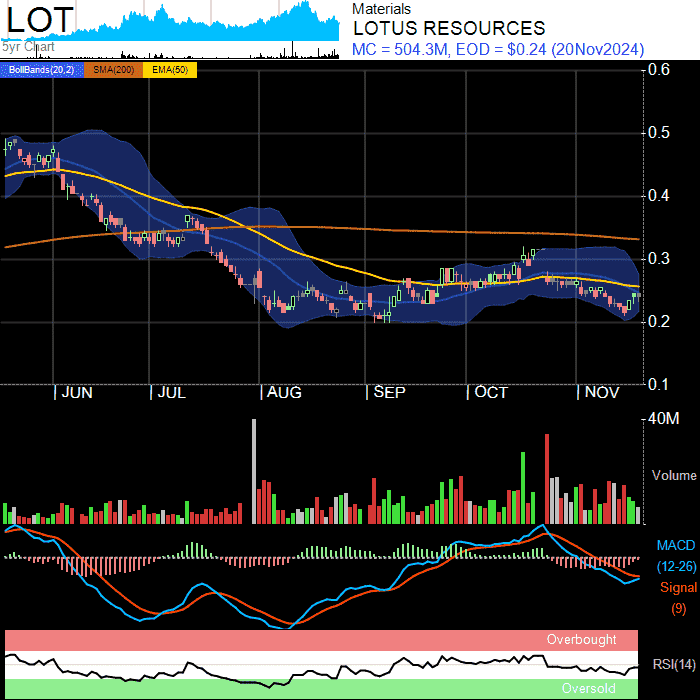 LOT
5yr Chart
Materials
LOTUS RESOURCES
MC = 504.3M, EOD = $0.24 (20Nov2024)
BollBands(20,2) SMA(200) EMA(50)
0.6
0.5
0.4
0.3
0.2
0.1
| JUN | JUL | AUG | SEP | OCT | NOV
40M
Volume
MACD
(12-26)
Signal
(9)
Overbought
RSI(14)
Oversold